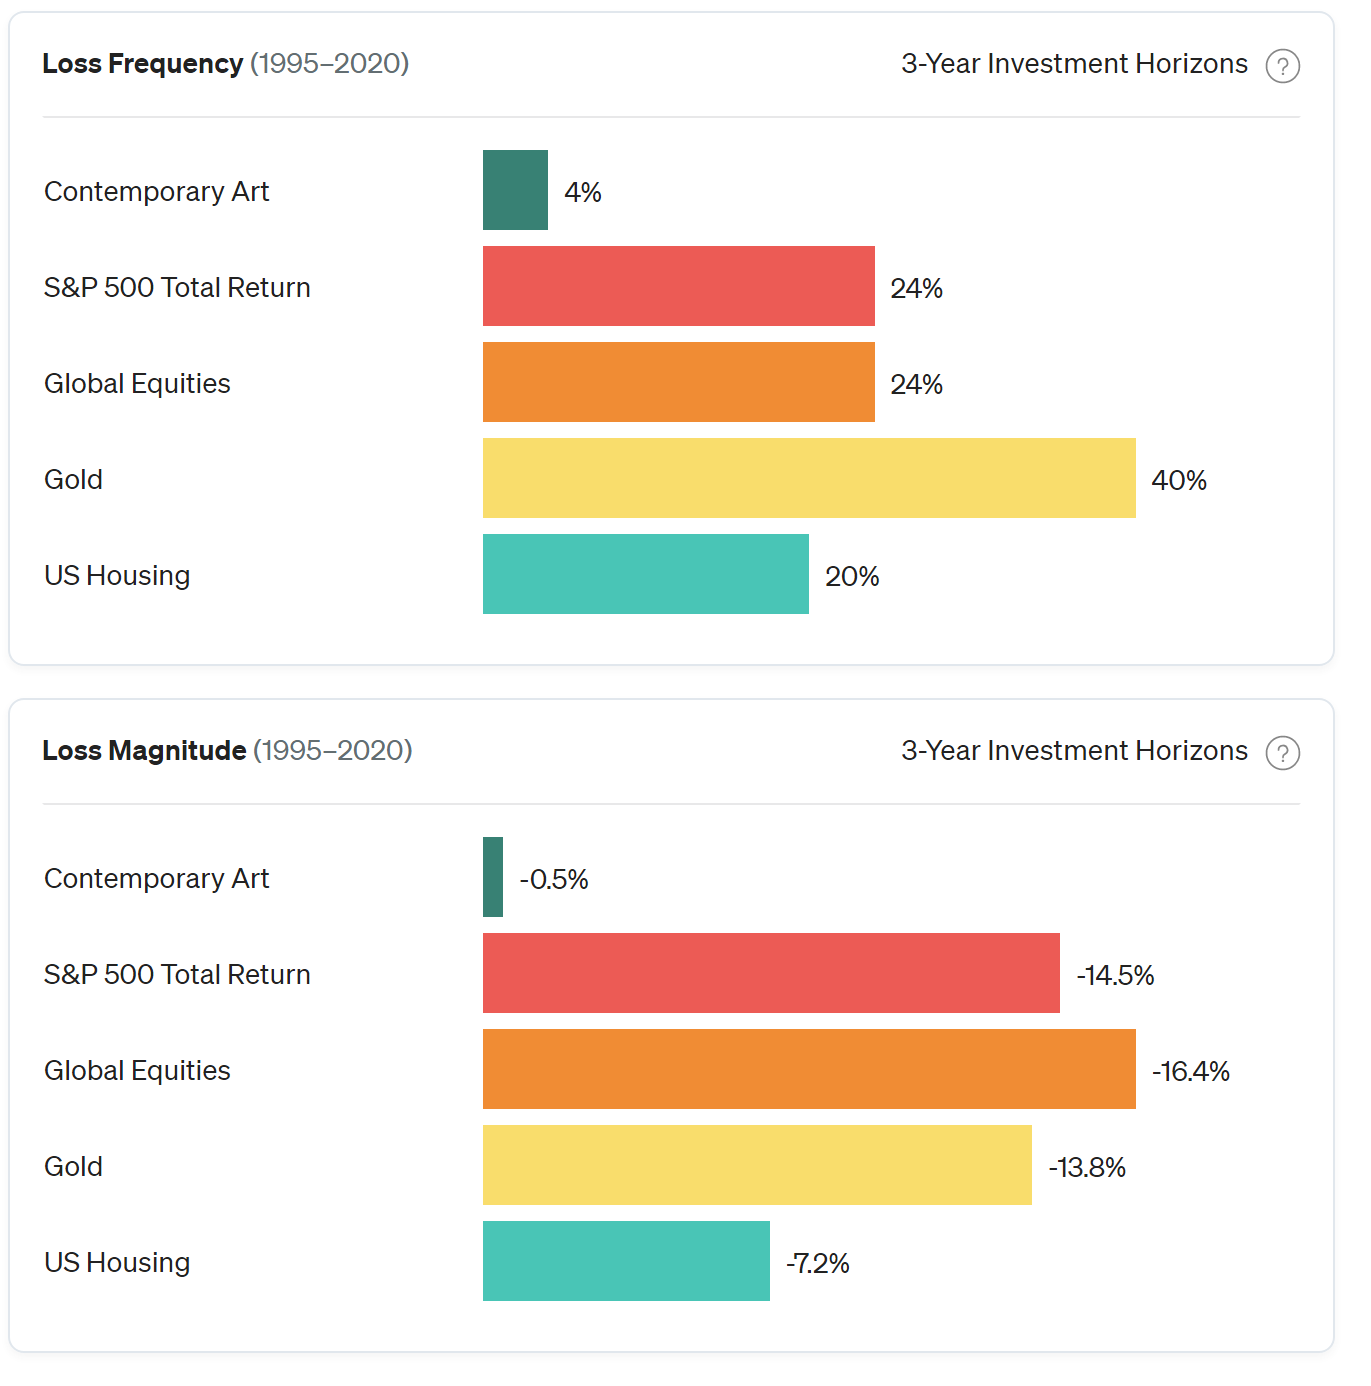 Loss Frequency (1995–2020) 3-Year Investment Horizons ?
Contemporary Art 4%
S&P 500 Total Return 24%
Global Equities 24%
Gold 40%
US Housing 20%
Loss Magnitude (1995–2020) 3-Year Investment Horizons ?
Contemporary Art -0.5%
S&P 500 Total Return -14.5%
Global Equities -16.4%
Gold -13.8%
US Housing -7.2%